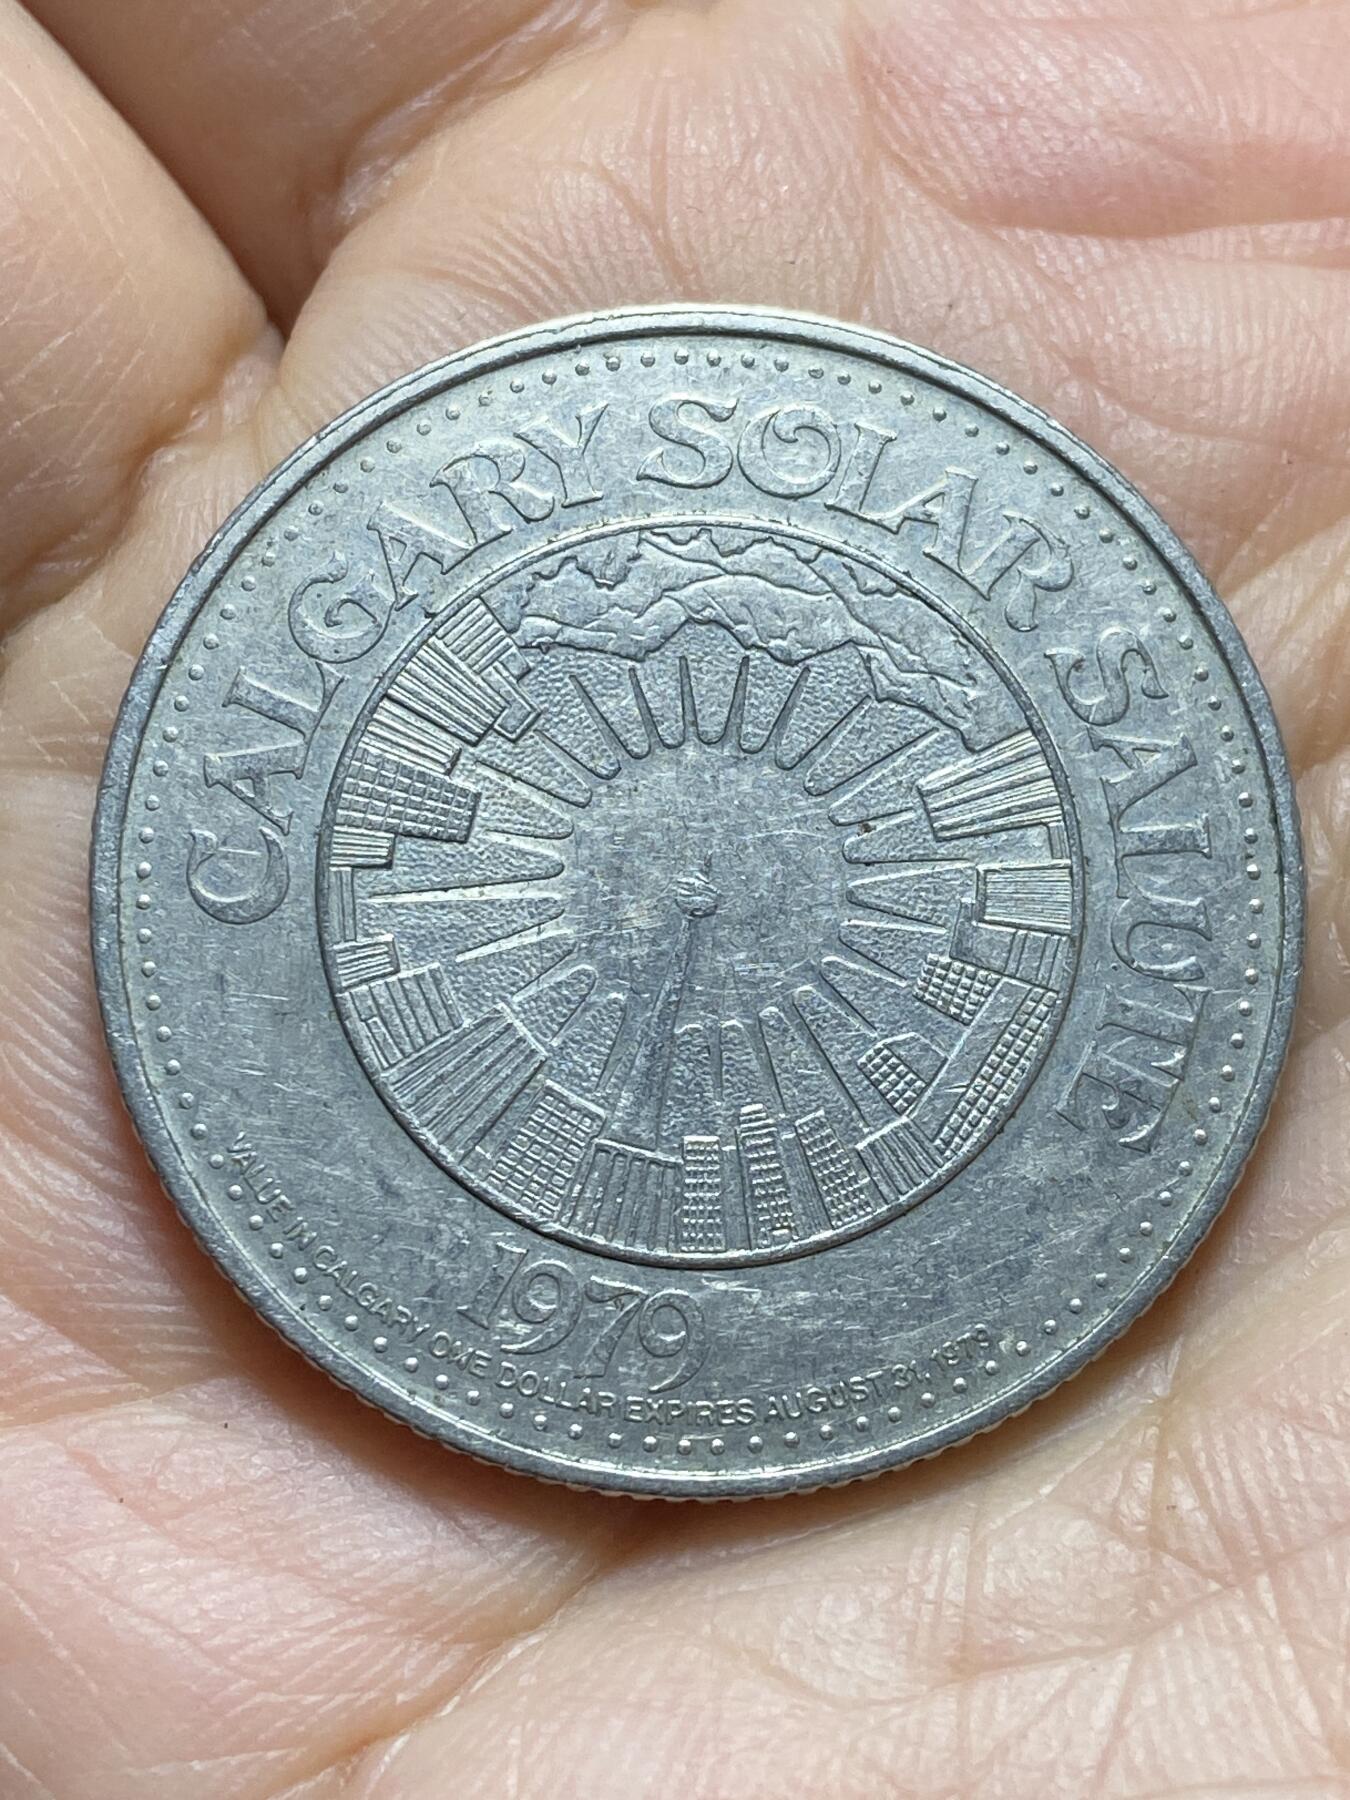 CALGARY SOLAR SALUTE
1979
VALUE IN CALGARY ONE DOLLAR EXPIRES AUGUST 31, 1979